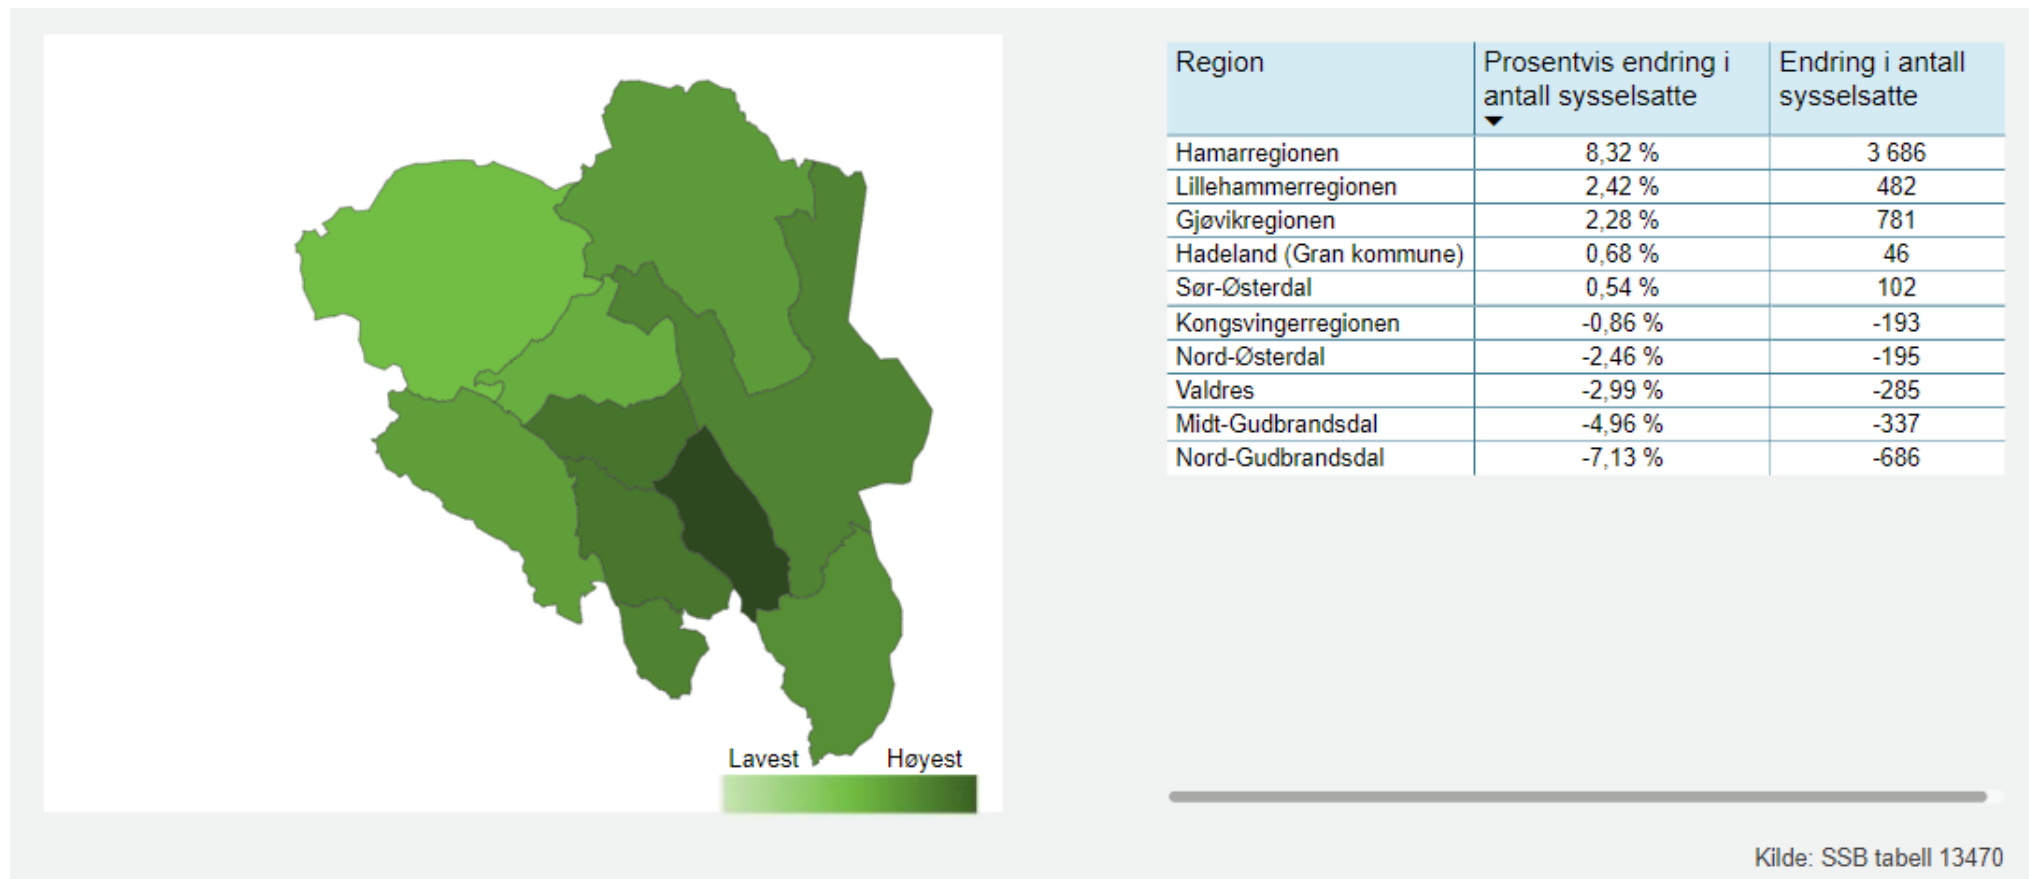 Lavest Høyest
Region Prosentvis endring i antall sysselsatte Endring i antall sysselsatte
Hamarregionen 8,32 % 3 686
Lillehammerregionen 2,42 % 482
Gjøvikregionen 2,28 % 781
Hadeland (Gran kommune) 0,68 % 46
Sør-Østerdal 0,54 % 102
Kongsvingerregionen -0,86 % -193
Nord-Østerdal -2,46 % -195
Valdres -2,99 % -285
Midt-Gudbrandsdal -4,96 % -337
Nord-Gudbrandsdal -7,13 % -686
Kilde: SSB tabell 13470